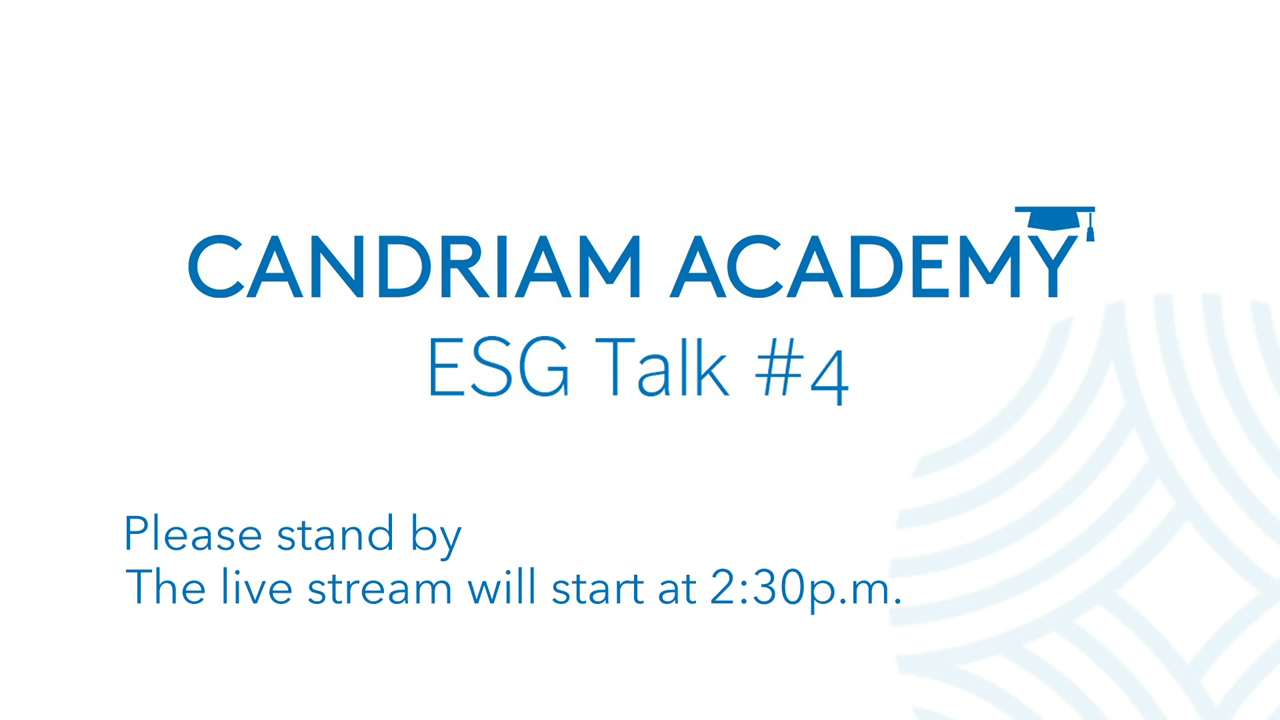 CANDRIAM ACADEMY
ESG Talk #4
Please stand by
The live stream will start at 2:30p.m.